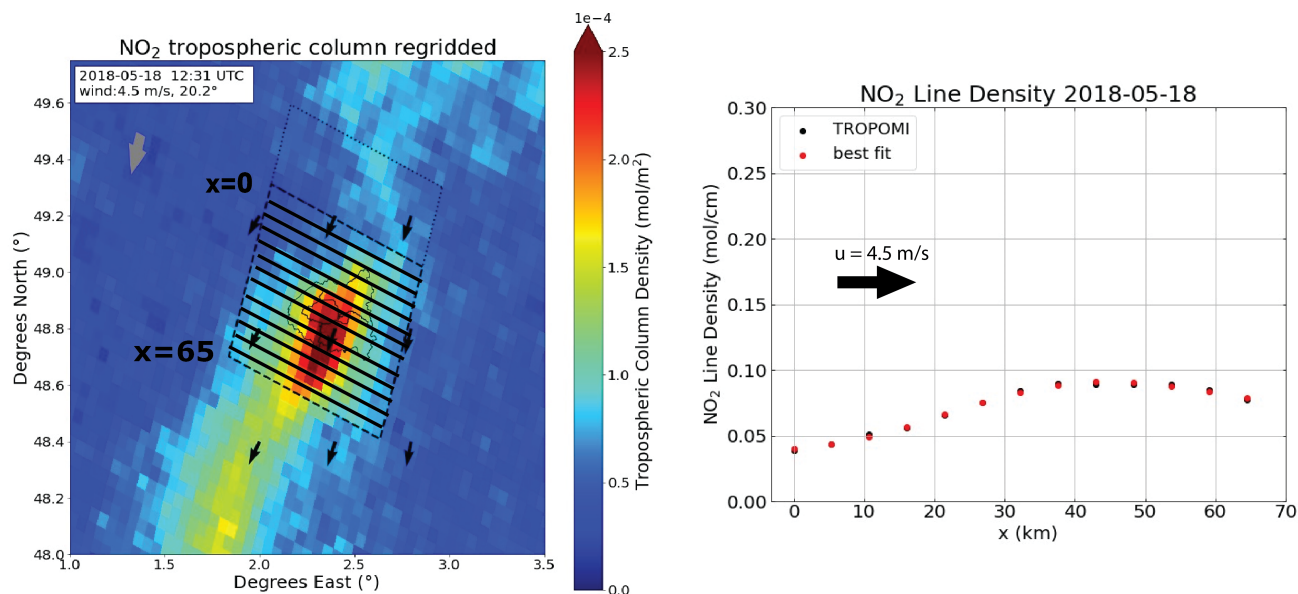 NO₂ tropospheric column regridded
1e−4
2018-05-18 12:31 UTC
wind:4.5 m/s, 20.2°
x=0
x=65
49.6
49.4
49.2
49.0
48.8
48.6
48.4
48.2
48.0
Degrees North (°)
1.0
1.5
2.0
2.5
3.0
3.5
Degrees East (°)
2.5
2.0
1.5
1.0
0.5
0.0
Tropospheric Column Density (mol/m²)
NO₂ Line Density 2018-05-18
TROPOMI
best fit
u = 4.5 m/s
0.30
0.25
0.20
0.15
0.10
0.05
0.00
NO₂ Line Density (mol/cm)
0
10
20
30
40
50
60
70
x (km)